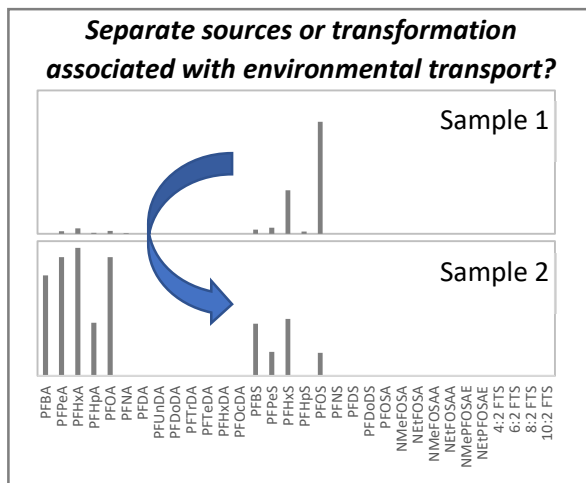 Separate sources or transformation
associated with environmental transport?
Sample 1
Sample 2
PFBA
PFPeA
PFHxA
PFHpA
PFOA
PFNA
PFDA
PFUnDA
PFDoDA
PFTrDA
PFTeDA
PFHxDA
PFOcDA
PFBS
PFPeS
PFHxS
PFHpS
PFOS
PFNS
PFDS
PFDoDS
PFOSA
NMeFOSA
NEtFOSA
NMeFOSAA
NEtFOSAA
NMePFOSAE
NEtPFOSAE
4:2 FTS
6:2 FTS
8:2 FTS
10:2 FTS